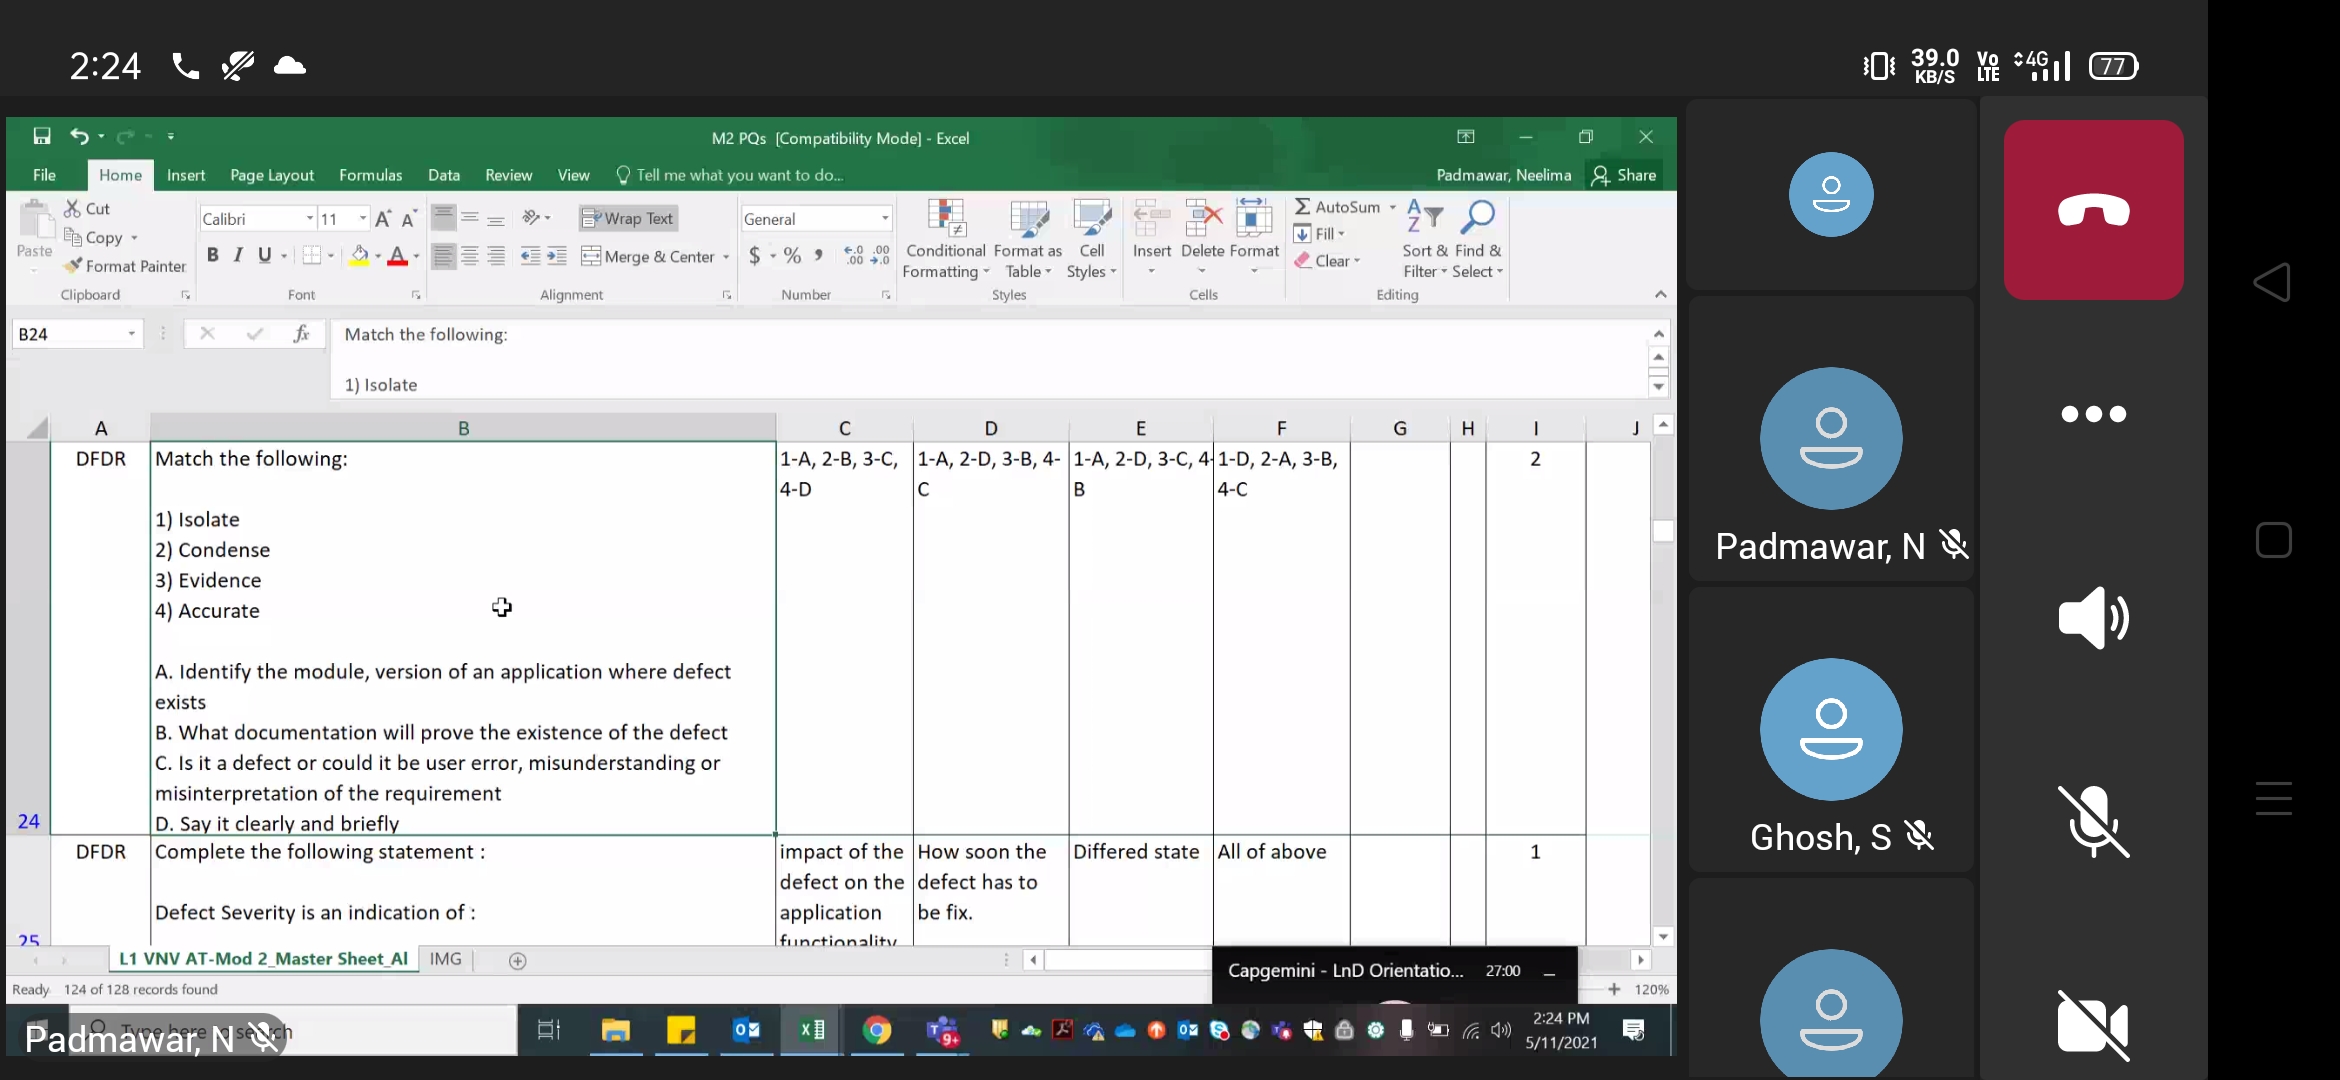 2:24
39.0
KB/S
Vo
LTE
4G
77
M2 PQs [Compatibility Mode] - Excel
File Home Insert Page Layout Formulas Data Review View Tell me what you want to do...
Padmawar, Neelima Share
Paste
Cut
Copy
Format Painter
Clipboard
Calibri 11
B I U
Font
Wrap Text
Merge & Center
Alignment
General
$ % ,
Number
Conditional Formatting
Format as Table
Cell Styles
Styles
Insert Delete Format
Cells
AutoSum
Fill
Clear
Sort & Filter
Find & Select
Editing
B24 fx Match the following:
1) Isolate
A B C D E F G H I J
DFDR
Match the following:
1) Isolate
2) Condense
3) Evidence
4) Accurate
A. Identify the module, version of an application where defect
exists
B. What documentation will prove the existence of the defect
C. Is it a defect or could it be user error, misunderstanding or
misinterpretation of the requirement
D. Say it clearly and briefly
1-A, 2-B, 3-C,
4-D
1-A, 2-D, 3-B, 4-
C
1-A, 2-D, 3-C, 4-
B
1-D, 2-A, 3-B,
4-C
2
24
DFDR
Complete the following statement :
Defect Severity is an indication of :
impact of the
defect on the
application
functionality
How soon the
defect has to
be fix.
Differed state
All of above
1
25
L1 VNV AT-Mod 2_Master Sheet_Al IMG
Ready 124 of 128 records found
120%
Capgemini - LnD Orientatio... 27:00
Type here to search
9+
2:24 PM
5/11/2021
Padmawar, N
Padmawar, N
Ghosh, S